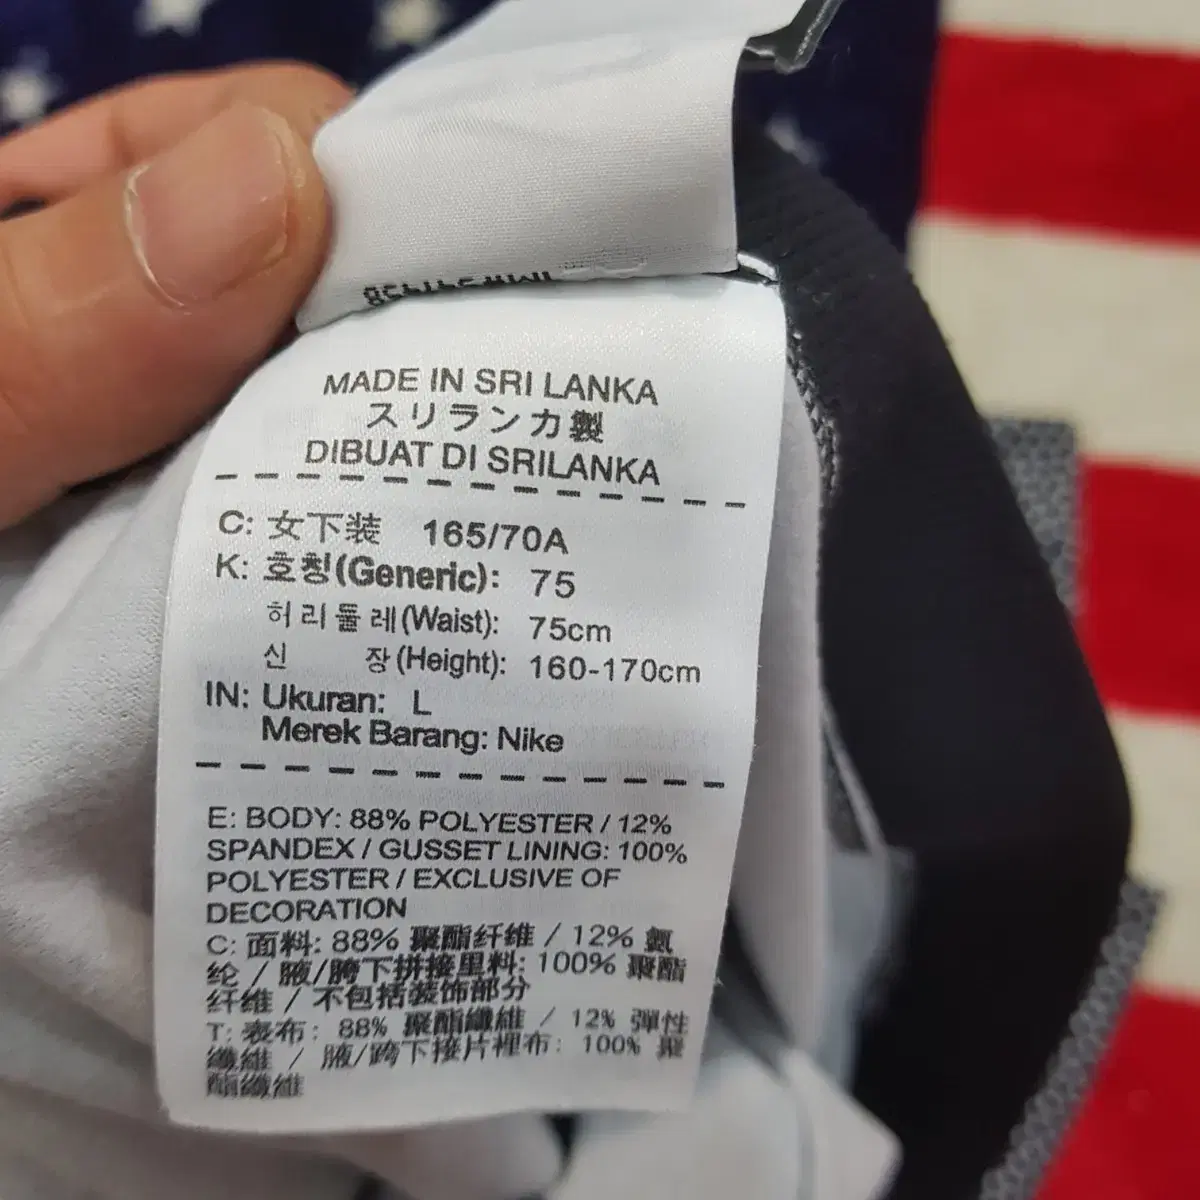 MADE IN SRI LANKA
スリランカ製
DIBUAT DI SRILANKA
C: 女下装 165/70A
K: 호칭(Generic): 75
허리둘레(Waist): 75cm
신 장(Height): 160-170cm
IN: Ukuran: L
Merek Barang: Nike
E: BODY: 88% POLYESTER / 12%
SPANDEX / GUSSET LINING: 100%
POLYESTER / EXCLUSIVE OF
DECORATION
C: 面料: 88% 聚酯纤维 / 12% 氨
纶 / 腋/胯下拼接里料: 100% 聚酯
纤维 / 不包括装饰部分
T: 表布: 88% 聚酯纖維 / 12% 彈性
纖維 / 腋/跨下接片裡布: 100% 聚
酯纖維